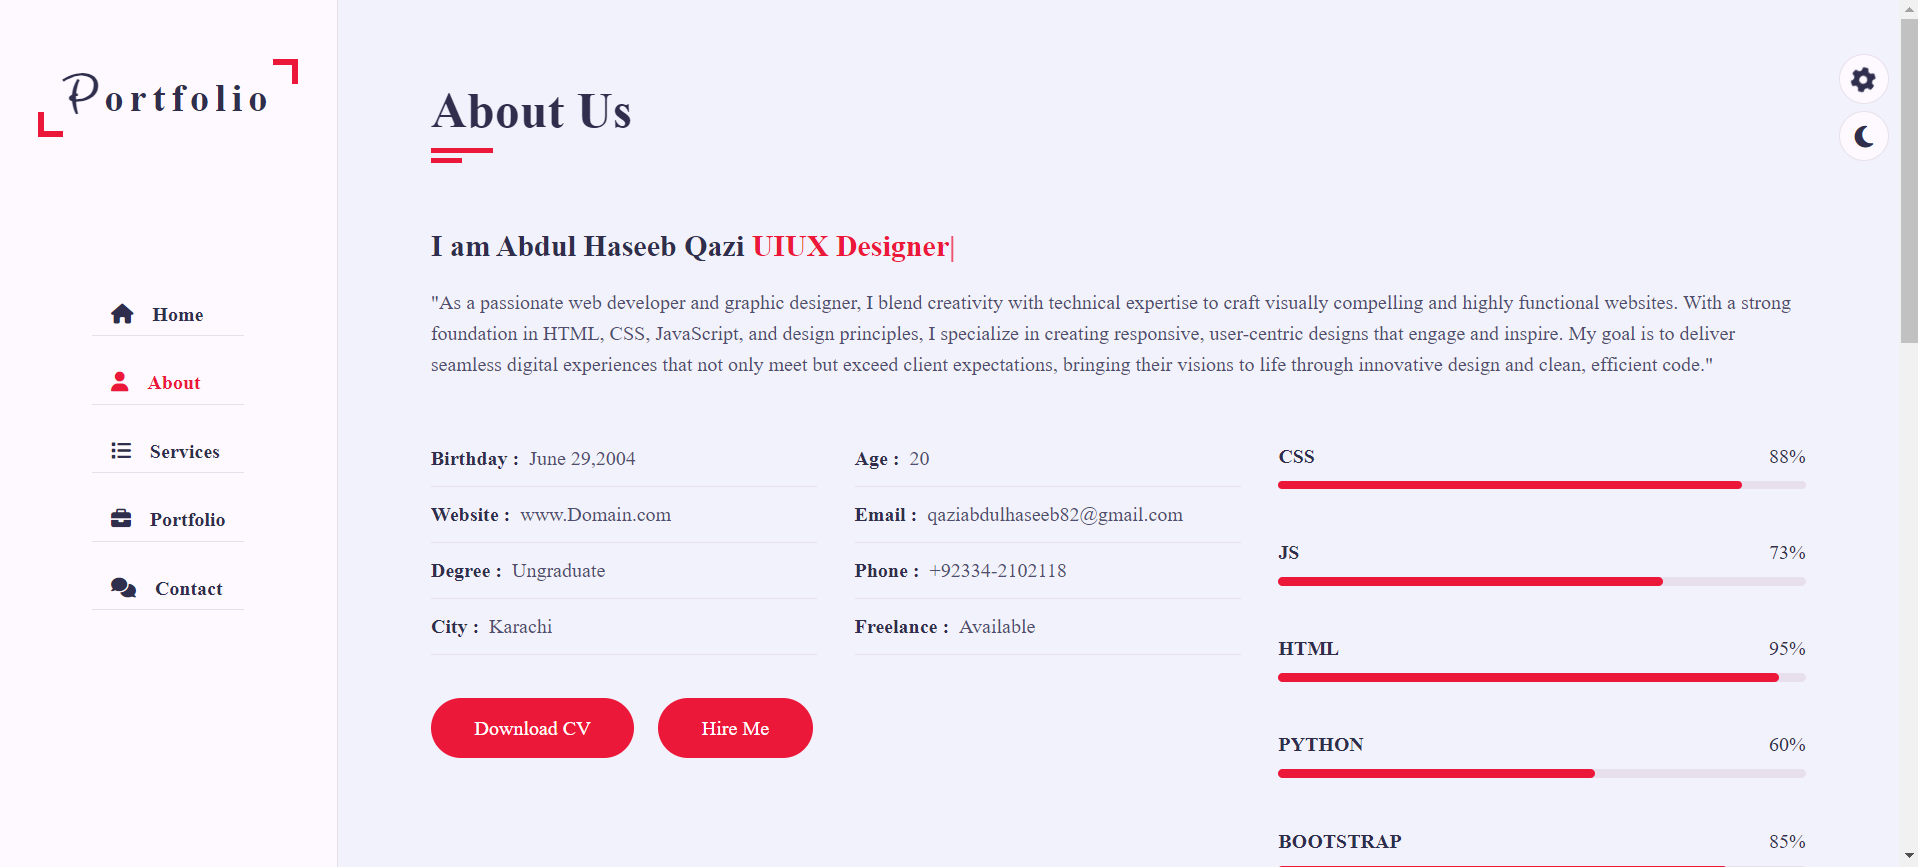 Portfolio
Home
About
Services
Portfolio
Contact
About Us
I am Abdul Haseeb Qazi UIUX Designer|
"As a passionate web developer and graphic designer, I blend creativity with technical expertise to craft visually compelling and highly functional websites. With a strong
foundation in HTML, CSS, JavaScript, and design principles, I specialize in creating responsive, user-centric designs that engage and inspire. My goal is to deliver
seamless digital experiences that not only meet but exceed client expectations, bringing their visions to life through innovative design and clean, efficient code."
Birthday : June 29,2004
Age : 20
Website : www.Domain.com
Email : qaziabdulhaseeb82@gmail.com
Degree : Ungraduate
Phone : +92334-2102118
City : Karachi
Freelance : Available
Download CV
Hire Me
CSS 88%
JS 73%
HTML 95%
PYTHON 60%
BOOTSTRAP 85%